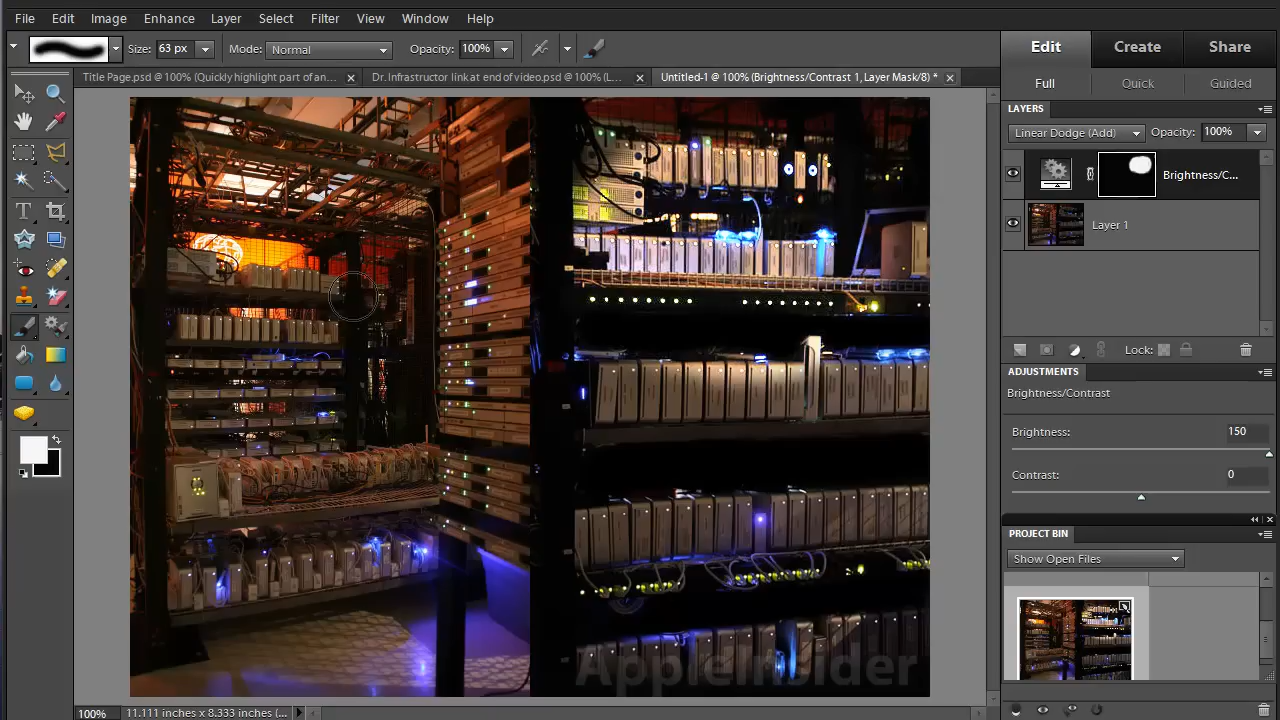 File Edit Image Enhance Layer Select Filter View Window Help
Size: 63 px Mode: Normal Opacity: 100%
Edit Create Share
Title Page.psd @ 100% (Quickly highlight part of an... Dr. Infrastructor link at end of video.psd @ 100% (L... Untitled-1 @ 100% (Brightness/Contrast 1, Layer Mask/8) *
Full Quick Guided
LAYERS
Linear Dodge (Add) Opacity: 100%
Brightness/C...
Layer 1
Lock:
ADJUSTMENTS
Brightness/Contrast
Brightness: 150
Contrast: 0
PROJECT BIN
Show Open Files
AppleInsider
100% 11.111 inches x 8.333 inches (...